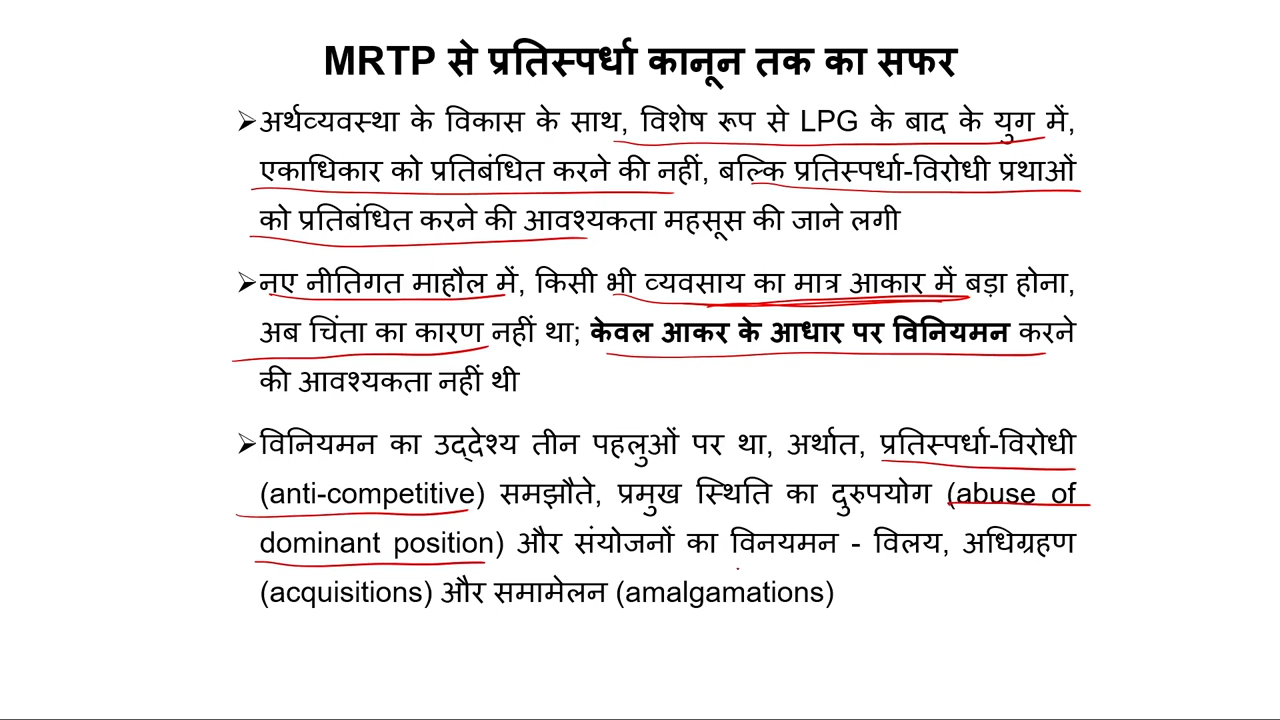 MRTP से प्रतिस्पर्धा कानून तक का सफर
➢अर्थव्यवस्था के विकास के साथ, विशेष रूप से LPG के बाद के युग में,
एकाधिकार को प्रतिबंधित करने की नहीं, बल्कि प्रतिस्पर्धा-विरोधी प्रथाओं
को प्रतिबंधित करने की आवश्यकता महसूस की जाने लगी
➢नए नीतिगत माहौल में, किसी भी व्यवसाय का मात्र आकार में बड़ा होना,
अब चिंता का कारण नहीं था; केवल आकर के आधार पर विनियमन करने
की आवश्यकता नहीं थी
➢विनियमन का उद्देश्य तीन पहलुओं पर था, अर्थात, प्रतिस्पर्धा-विरोधी
(anti-competitive) समझौते, प्रमुख स्थिति का दुरुपयोग (abuse of
dominant position) और संयोजनों का विनयमन - विलय, अधिग्रहण
(acquisitions) और समामेलन (amalgamations)